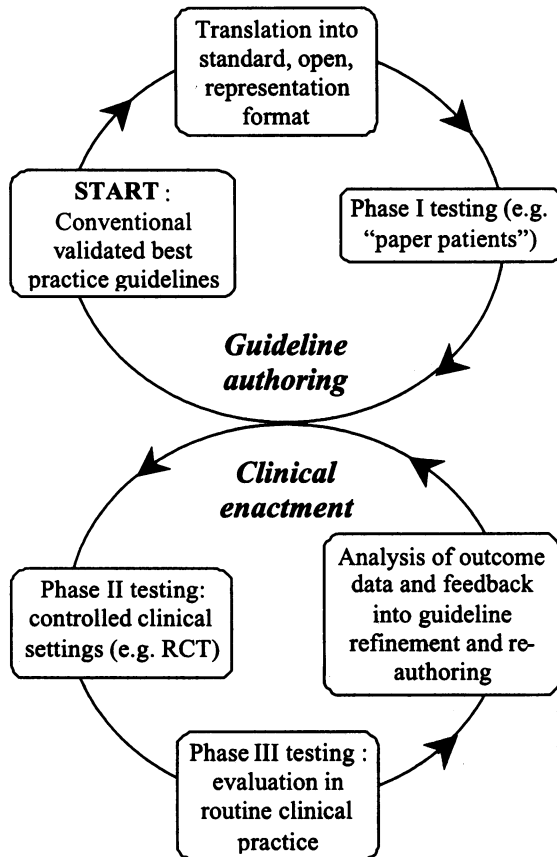 Translation into
standard, open,
representation
format
START :
Conventional
validated best
practice guidelines
Phase I testing (e.g.
“paper patients”)
Guideline
authoring
Clinical
enactment
Phase II testing:
controlled clinical
settings (e.g. RCT)
Analysis of outcome
data and feedback
into guideline
refinement and re-
authoring
Phase III testing :
evaluation in
routine clinical
practice